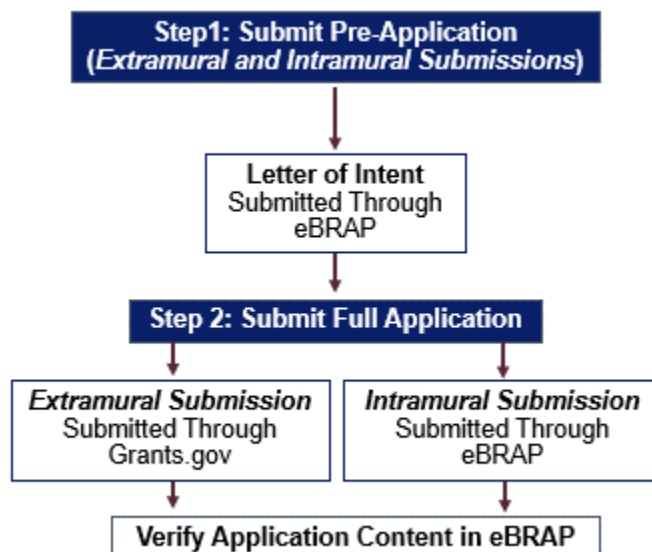 Step1: Submit Pre-Application
(Extramural and Intramural Submissions)
Letter of Intent
Submitted Through
eBRAP
Step 2: Submit Full Application
Extramural Submission
Submitted Through
Grants.gov
Intramural Submission
Submitted Through
eBRAP
Verify Application Content in eBRAP